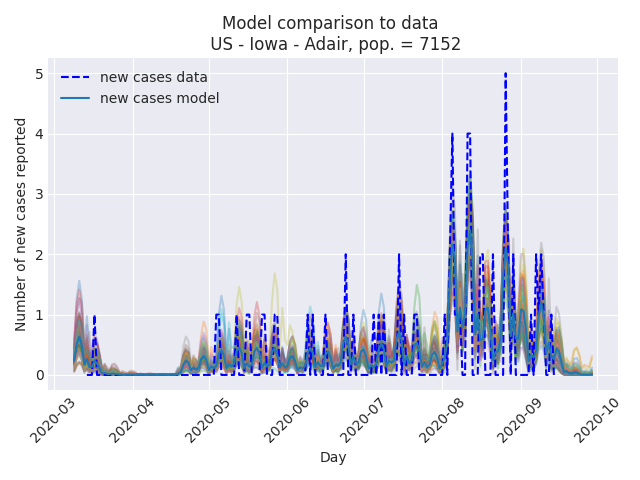 Model comparison to data
US - Iowa - Adair, pop. = 7152
new cases data
new cases model
Number of new cases reported
5
4
3
2
1
0
2020-03
2020-04
2020-05
2020-06
2020-07
2020-08
2020-09
2020-10
Day